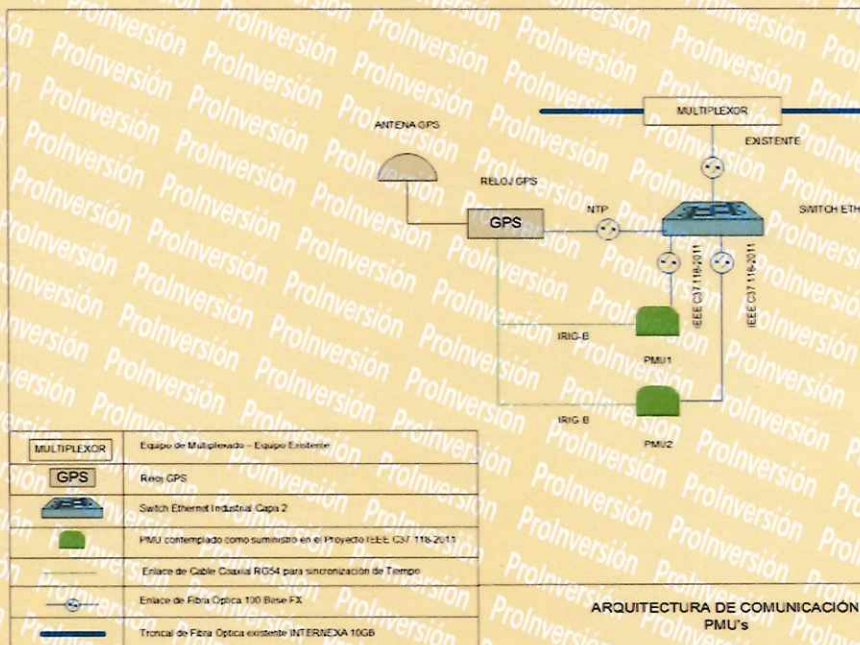 ANTENA GPS
MULTIPLEXOR
EXISTENTE
RELOJ GPS
GPS
NTP
SWITCH ETH
IEEE C37.118-2011
IEEE C37.118-2011
IRIG-B
PMU1
IRIG-B
PMU2
MULTIPLEXOR
Equipo de Multiplexado – Equipo Existente
GPS
Reloj GPS
Switch Ethernet Industrial Capa 2
PMU contemplado como suministro en el Proyecto IEEE C37.118-2011
Enlace de Cable Coaxial RG54 para sincronización de Tiempo
Enlace de Fibra Optica 100 Base FX
Troncal de Fibra Optica existente INTERNEXA 10GB
ARQUITECTURA DE COMUNICACIÓN
PMU's
ProInversión